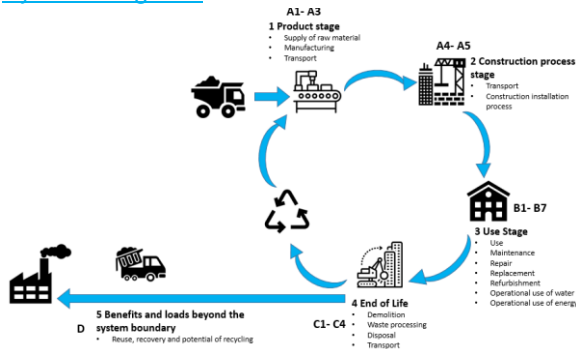 A1- A3
1 Product stage
• Supply of raw material
• Manufacturing
• Transport
A4- A5
2 Construction process
stage
• Transport
• Construction installation
process
B1- B7
3 Use Stage
• Use
• Maintenance
• Repair
• Replacement
• Refurbishment
• Operational use of water
• Operational use of energy
4 End of Life
• Demolition
• Waste processing
• Disposal
• Transport
C1- C4
5 Benefits and loads beyond the
system boundary
• Reuse, recovery and potential of recycling
D